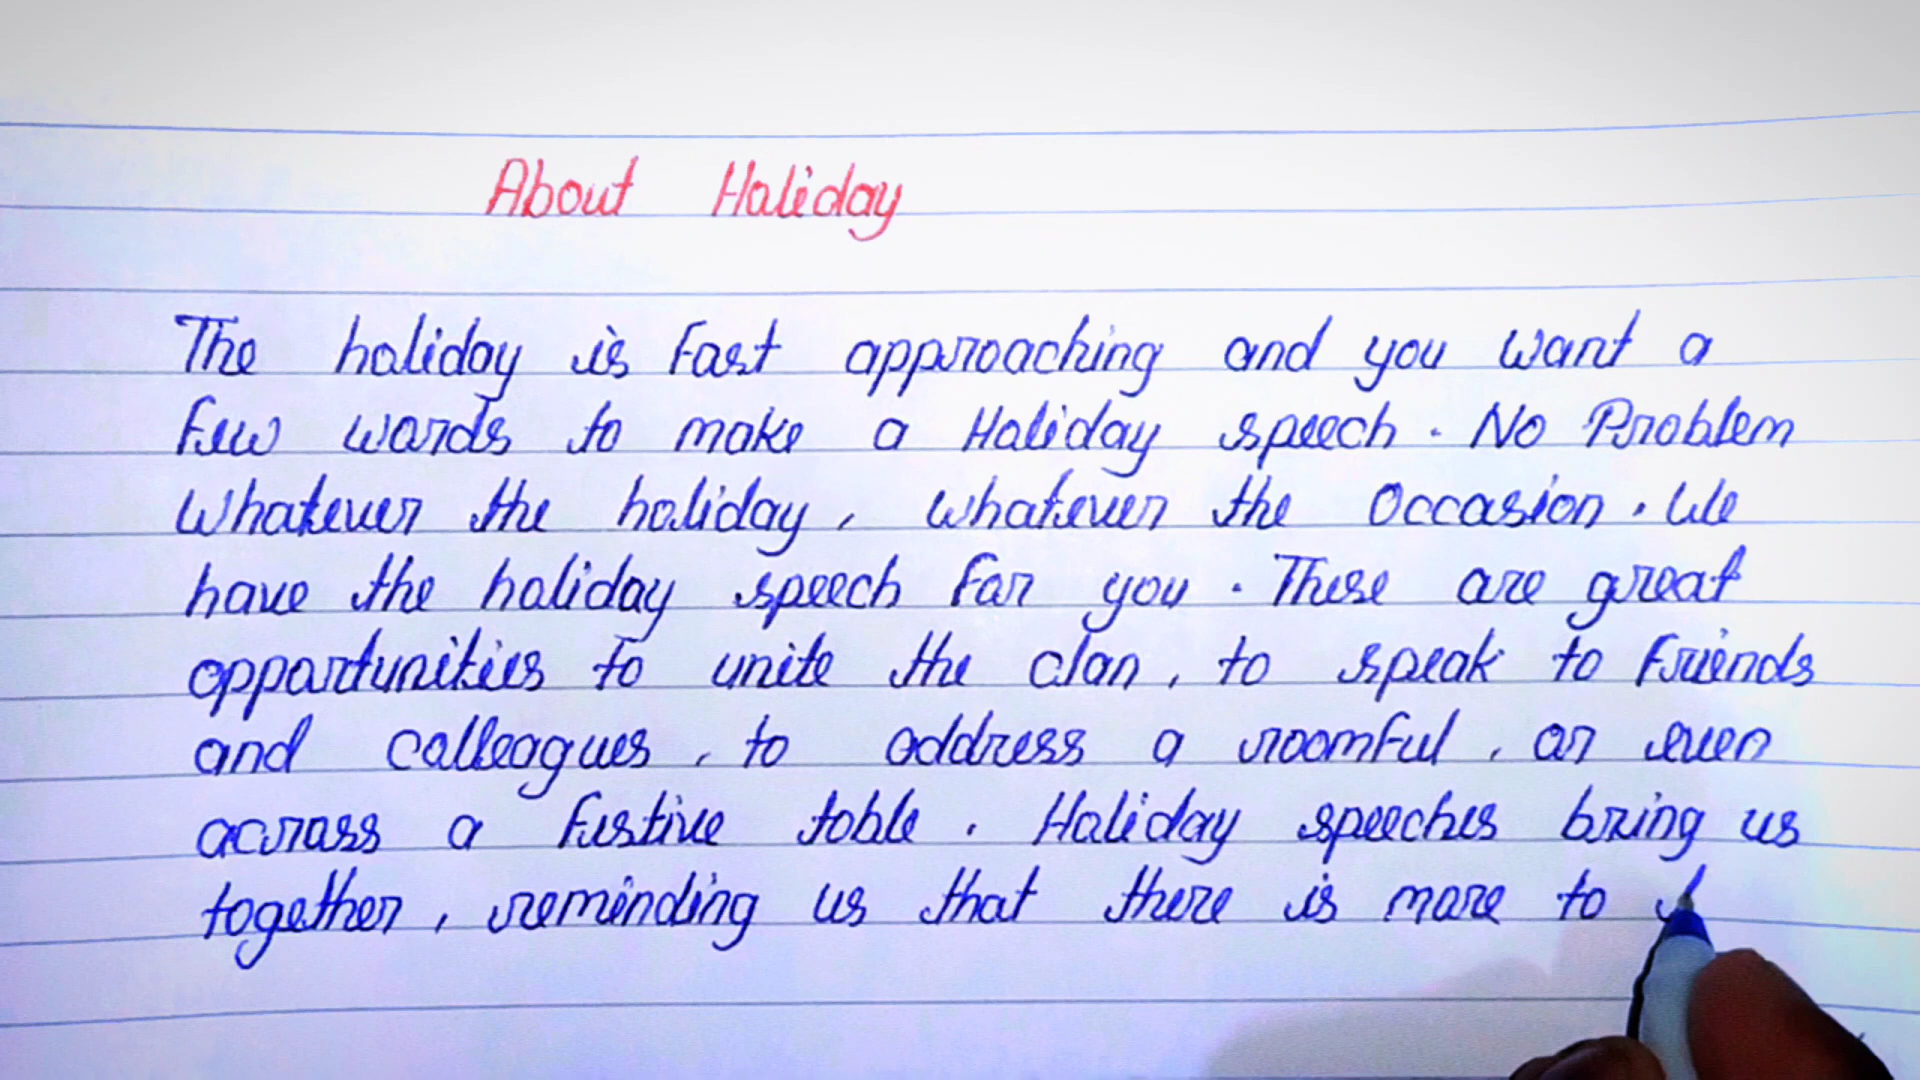 About Holiday
The holiday is fast approaching and you want a
few words to make a Holiday speech. No Problem
Whatever the holiday, whatever the Occasion. We
have the holiday speech for you. These are great
opportunities to unite the clan, to speak to friends
and colleagues, to address a roomful, or even
across a festive table. Holiday speeches bring us
together, reminding us that there is more to